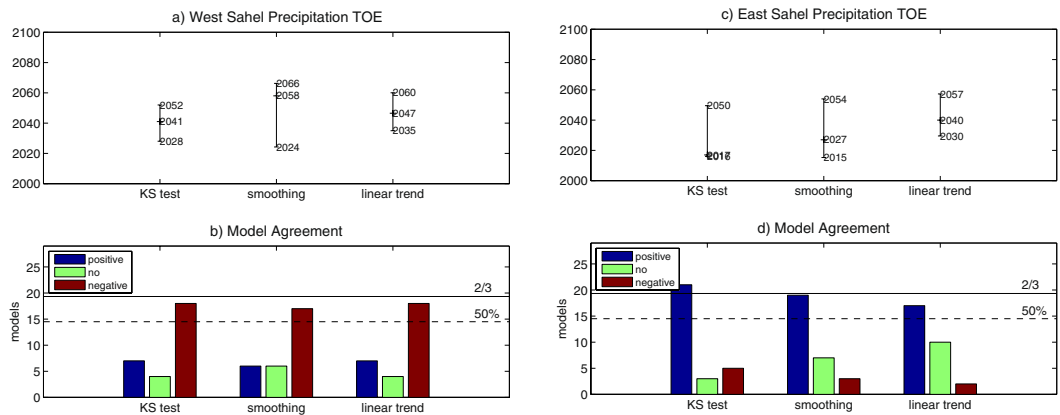 a) West Sahel Precipitation TOE
2100
2080
2060
2040
2020
2000
2052
2041
2028
2066
2058
2024
2060
2047
2035
KS test smoothing linear trend
b) Model Agreement
positive
no
negative
2/3
50%
models
25
20
15
10
5
0
KS test smoothing linear trend
c) East Sahel Precipitation TOE
2100
2080
2060
2040
2020
2000
2050
2017
2016
2054
2027
2015
2057
2040
2030
KS test smoothing linear trend
d) Model Agreement
positive
no
negative
2/3
50%
models
25
20
15
10
5
0
KS test smoothing linear trend